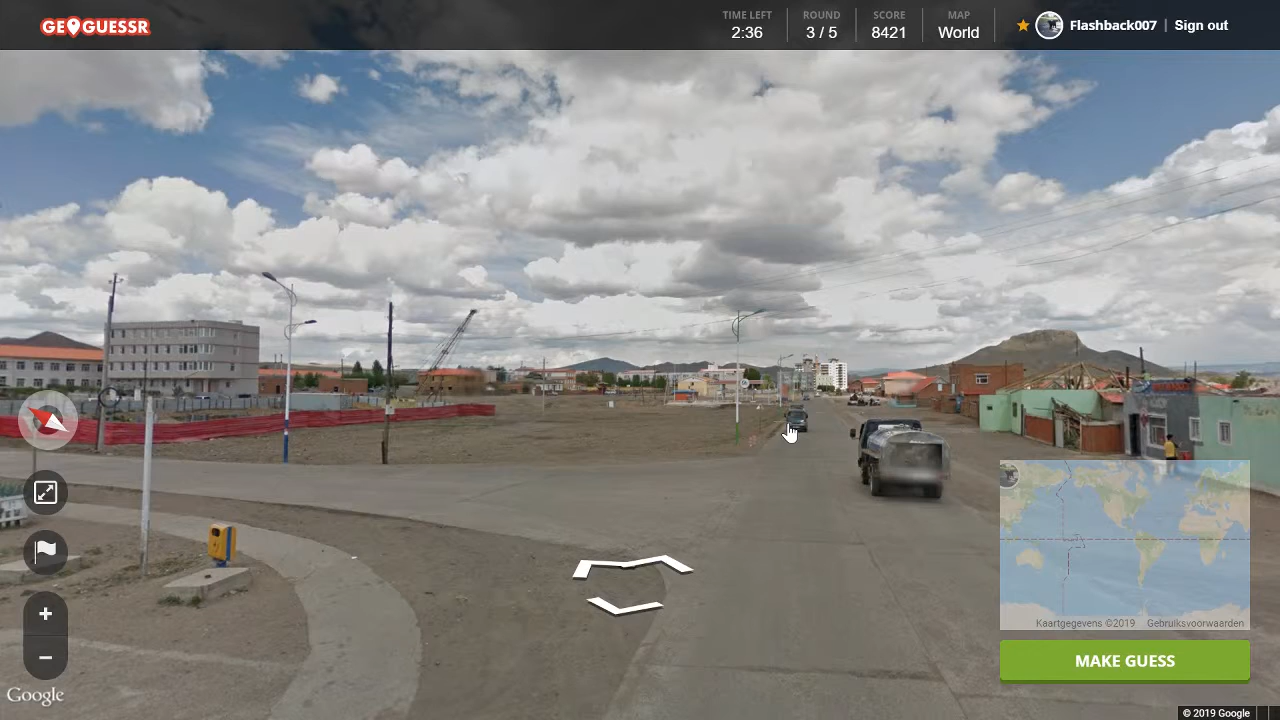 GEOGUESSR
TIME LEFT
2:36
ROUND
3 / 5
SCORE
8421
MAP
World
Flashback007 | Sign out
Kaartgegevens ©2019 Gebruiksvoorwaarden
MAKE GUESS
Google
© 2019 Google